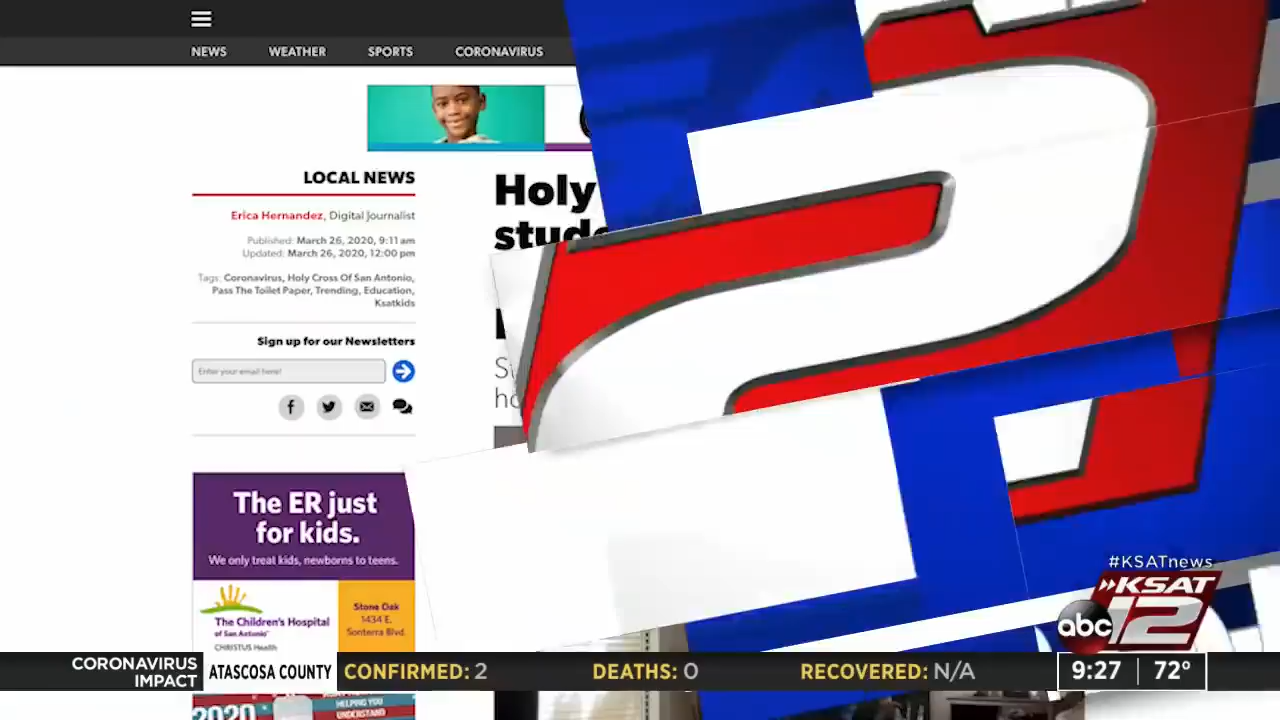 NEWS WEATHER SPORTS CORONAVIRUS
LOCAL NEWS
Erica Hernandez, Digital Journalist
Published: March 26, 2020, 9:11 am
Updated: March 26, 2020, 12:00 pm
Tags: Coronavirus, Holy Cross Of San Antonio,
Pass The Toilet Paper, Trending, Education,
Ksatkids
Sign up for our Newsletters
Enter your email here!
Holy
The ER just
for kids.
We only treat kids, newborns to teens.
The Children's Hospital
of San Antonio
CHRISTUS Health
Stone Oak
1434 E.
Sonterra Blvd.
2020
HELPING YOU
UNDERSTAND
2
#KSATnews
KSAT
abc 12
CORONAVIRUS
IMPACT
ATASCOSA COUNTY
CONFIRMED: 2 DEATHS: 0 RECOVERED: N/A
9:27 72°